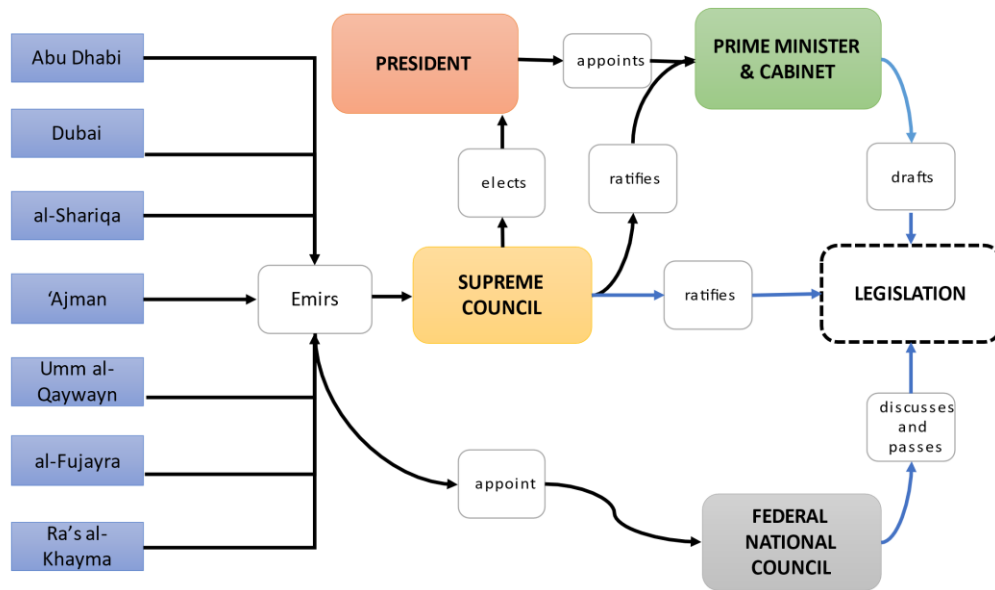 Abu Dhabi
Dubai
al-Shariqa
‘Ajman
Umm al-
Qaywayn
al-Fujayra
Ra’s al-
Khayma
Emirs
PRESIDENT
appoints
PRIME MINISTER
& CABINET
elects
ratifies
drafts
SUPREME
COUNCIL
ratifies
LEGISLATION
discusses
and
passes
appoint
FEDERAL
NATIONAL
COUNCIL